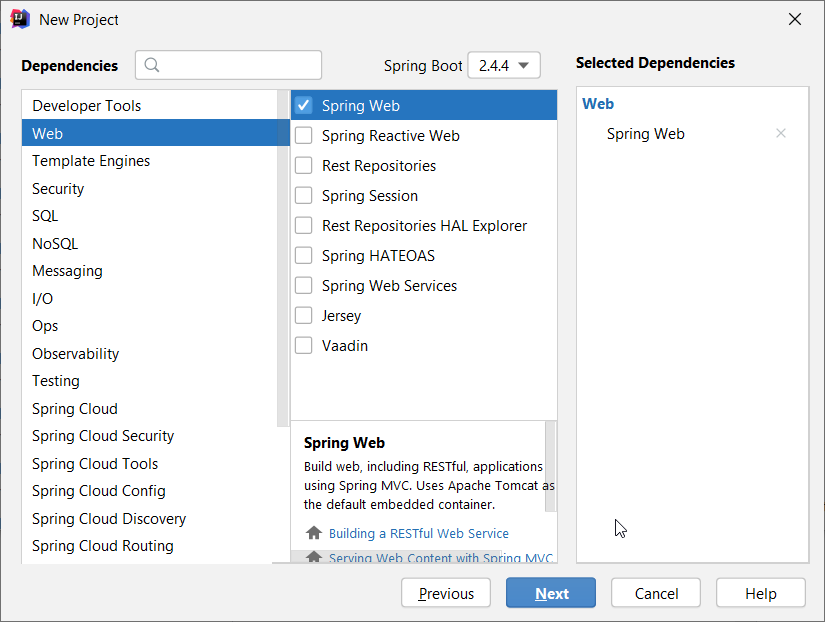 New Project
Dependencies
Spring Boot 2.4.4
Selected Dependencies
Developer Tools
Web
Template Engines
Security
SQL
NoSQL
Messaging
I/O
Ops
Observability
Testing
Spring Cloud
Spring Cloud Security
Spring Cloud Tools
Spring Cloud Config
Spring Cloud Discovery
Spring Cloud Routing
Spring Web
Spring Reactive Web
Rest Repositories
Spring Session
Rest Repositories HAL Explorer
Spring HATEOAS
Spring Web Services
Jersey
Vaadin
Spring Web
Build web, including RESTful, applications
using Spring MVC. Uses Apache Tomcat as
the default embedded container.
Building a RESTful Web Service
Serving Web Content with Spring MVC
Web
Spring Web
Previous
Next
Cancel
Help